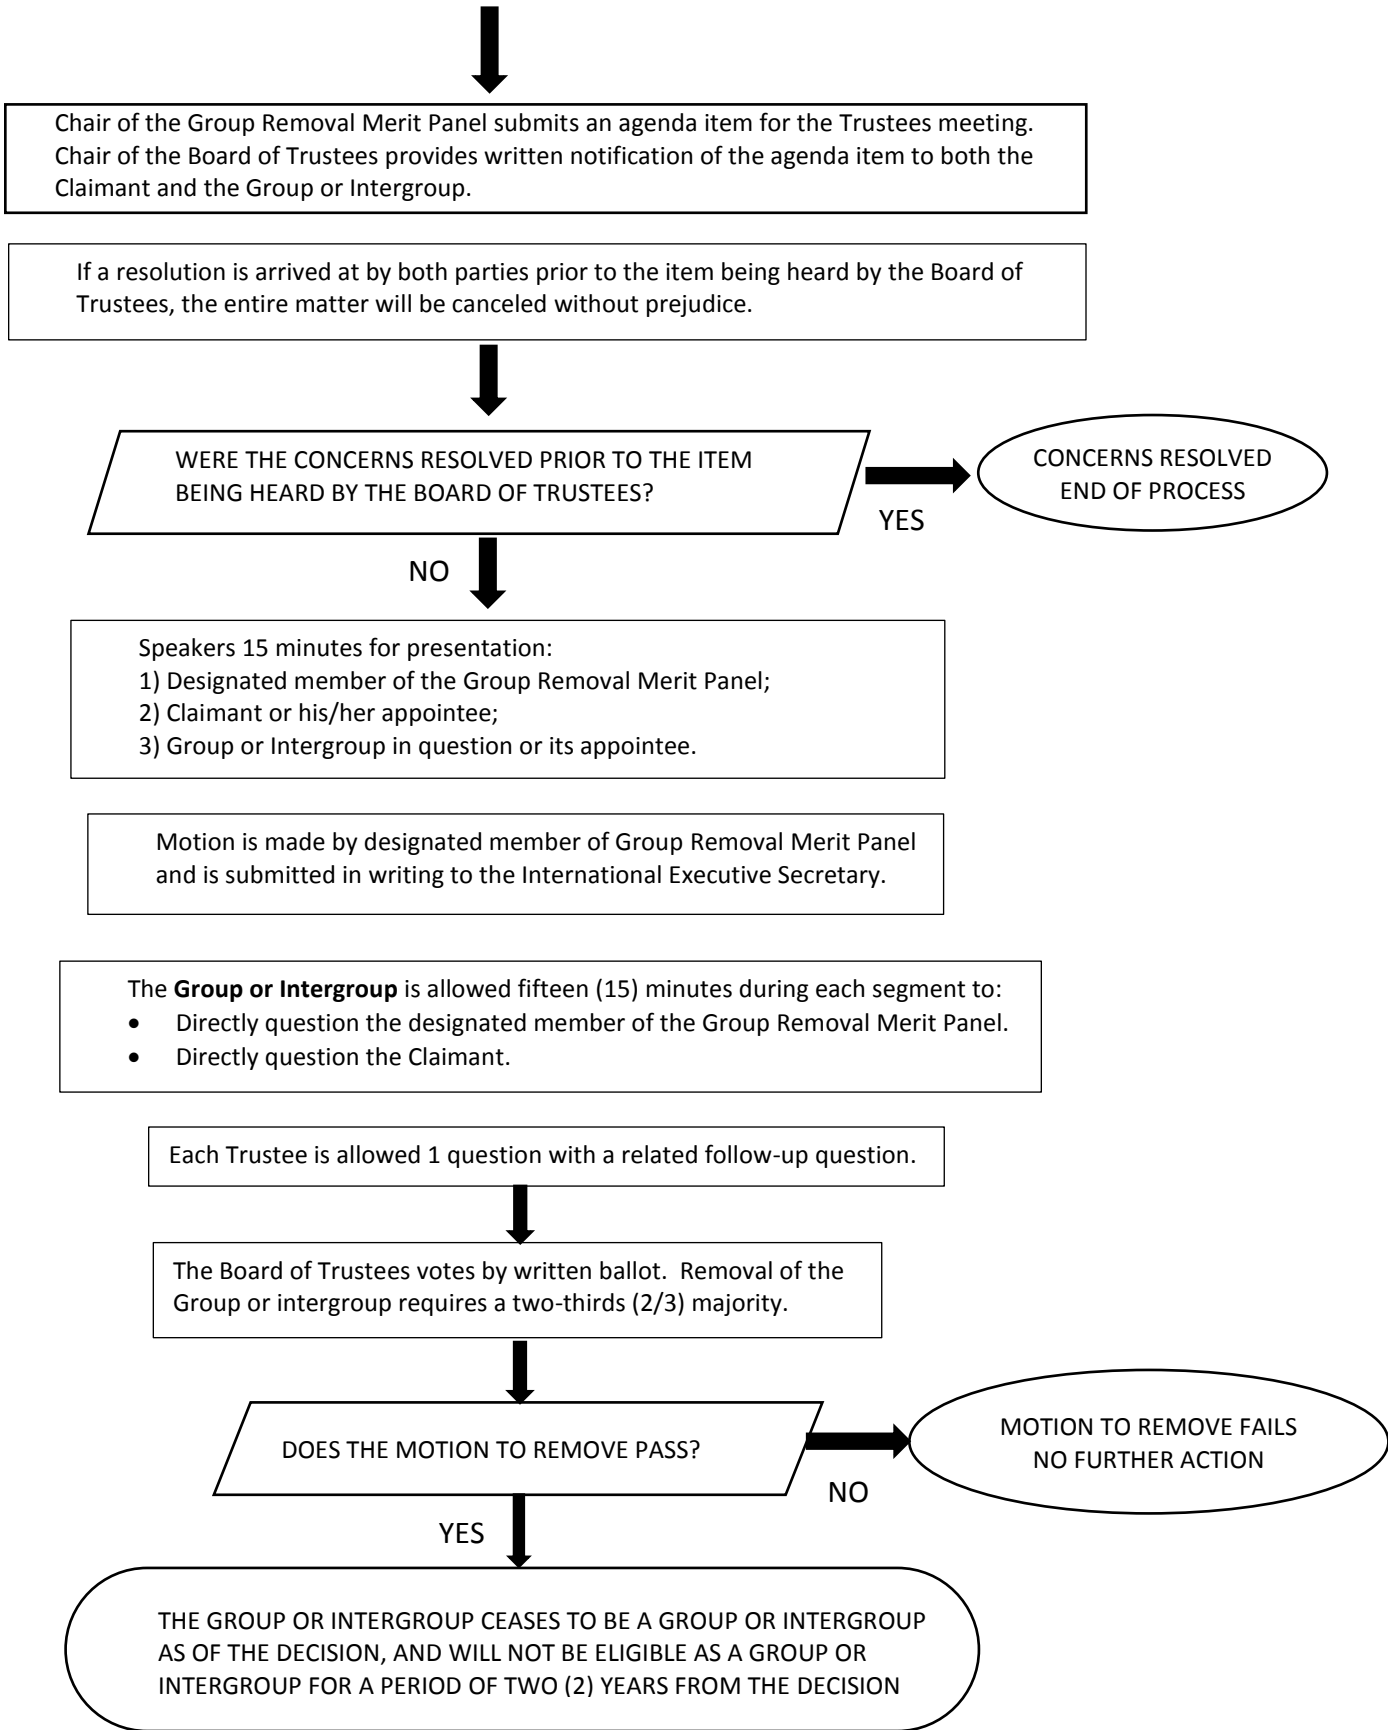 Chair of the Group Removal Merit Panel submits an agenda item for the Trustees meeting.
Chair of the Board of Trustees provides written notification of the agenda item to both the
Claimant and the Group or Intergroup.
If a resolution is arrived at by both parties prior to the item being heard by the Board of
Trustees, the entire matter will be canceled without prejudice.
WERE THE CONCERNS RESOLVED PRIOR TO THE ITEM
BEING HEARD BY THE BOARD OF TRUSTEES?
YES
CONCERNS RESOLVED
END OF PROCESS
NO
Speakers 15 minutes for presentation:
1) Designated member of the Group Removal Merit Panel;
2) Claimant or his/her appointee;
3) Group or Intergroup in question or its appointee.
Motion is made by designated member of Group Removal Merit Panel
and is submitted in writing to the International Executive Secretary.
The Group or Intergroup is allowed fifteen (15) minutes during each segment to:
• Directly question the designated member of the Group Removal Merit Panel.
• Directly question the Claimant.
Each Trustee is allowed 1 question with a related follow-up question.
The Board of Trustees votes by written ballot.  Removal of the
Group or intergroup requires a two-thirds (2/3) majority.
DOES THE MOTION TO REMOVE PASS?
NO
MOTION TO REMOVE FAILS
NO FURTHER ACTION
YES
THE GROUP OR INTERGROUP CEASES TO BE A GROUP OR INTERGROUP
AS OF THE DECISION, AND WILL NOT BE ELIGIBLE AS A GROUP OR
INTERGROUP FOR A PERIOD OF TWO (2) YEARS FROM THE DECISION